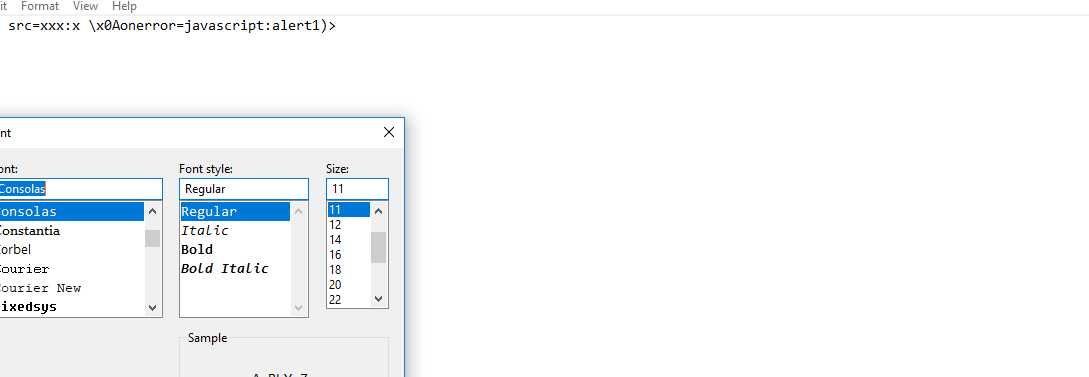 it Format View Help
src=xxx:x \x0Aonerror=javascript:alert1)>
nt
ont: Font style: Size:
Consolas Regular 11
onsolas Regular 11
onstantia Italic 12
orbel Bold 14
ourier Bold Italic 16
ourier New 18
ixedsys 20
22
Sample